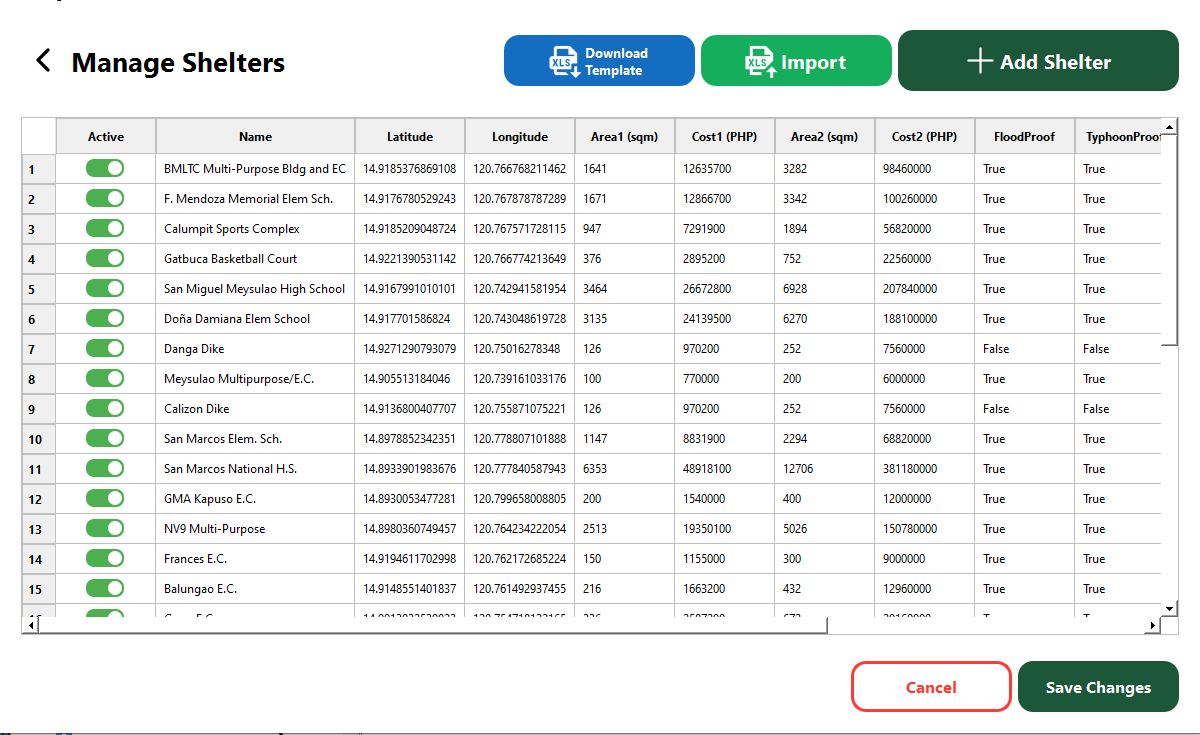 Manage Shelters
XLS Download
Template
XLS Import
Add Shelter
Active Name Latitude Longitude Area1 (sqm) Cost1 (PHP) Area2 (sqm) Cost2 (PHP) FloodProof TyphoonProof
1 BMLTC Multi-Purpose Bldg and EC 14.9185376869108 120.766768211462 1641 12635700 3282 98460000 True True
2 F. Mendoza Memorial Elem Sch. 14.9176780529243 120.767878787289 1671 12866700 3342 100260000 True True
3 Calumpit Sports Complex 14.9185209048724 120.767571728115 947 7291900 1894 56820000 True True
4 Gatbuca Basketball Court 14.9221390531142 120.766774213649 376 2895200 752 22560000 True True
5 San Miguel Meysulao High School 14.9167991010101 120.742941581954 3464 26672800 6928 207840000 True True
6 Doña Damiana Elem School 14.917701586824 120.743048619728 3135 24139500 6270 188100000 True True
7 Danga Dike 14.9271290793079 120.75016278348 126 970200 252 7560000 False False
8 Meysulao Multipurpose/E.C. 14.905513184046 120.739161033176 100 770000 200 6000000 True True
9 Calizon Dike 14.9136800407707 120.755871075221 126 970200 252 7560000 False False
10 San Marcos Elem. Sch. 14.8978852342351 120.778807101888 1147 8831900 2294 68820000 True True
11 San Marcos National H.S. 14.8933901983676 120.777840587943 6353 48918100 12706 381180000 True True
12 GMA Kapuso E.C. 14.8930053477281 120.799658008805 200 1540000 400 12000000 True True
13 NV9 Multi-Purpose 14.8980360749457 120.764234222054 2513 19350100 5026 150780000 True True
14 Frances E.C. 14.9194611702998 120.762172685224 150 1155000 300 9000000 True True
15 Balungao E.C. 14.9148551401837 120.761492937455 216 1663200 432 12960000 True True
Cancel
Save Changes